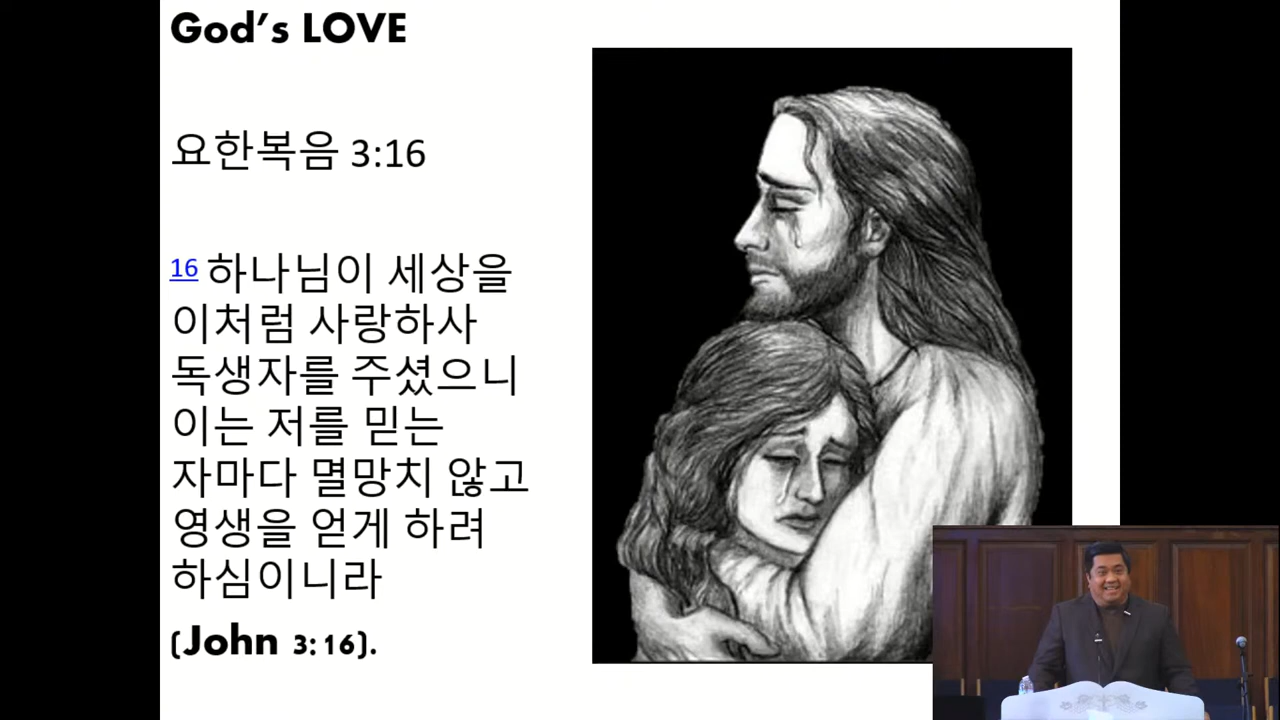 God's LOVE
요한복음 3:16
16 하나님이 세상을
이처럼 사랑하사
독생자를 주셨으니
이는 저를 믿는
자마다 멸망치 않고
영생을 얻게 하려
하심이니라
(John 3:16).